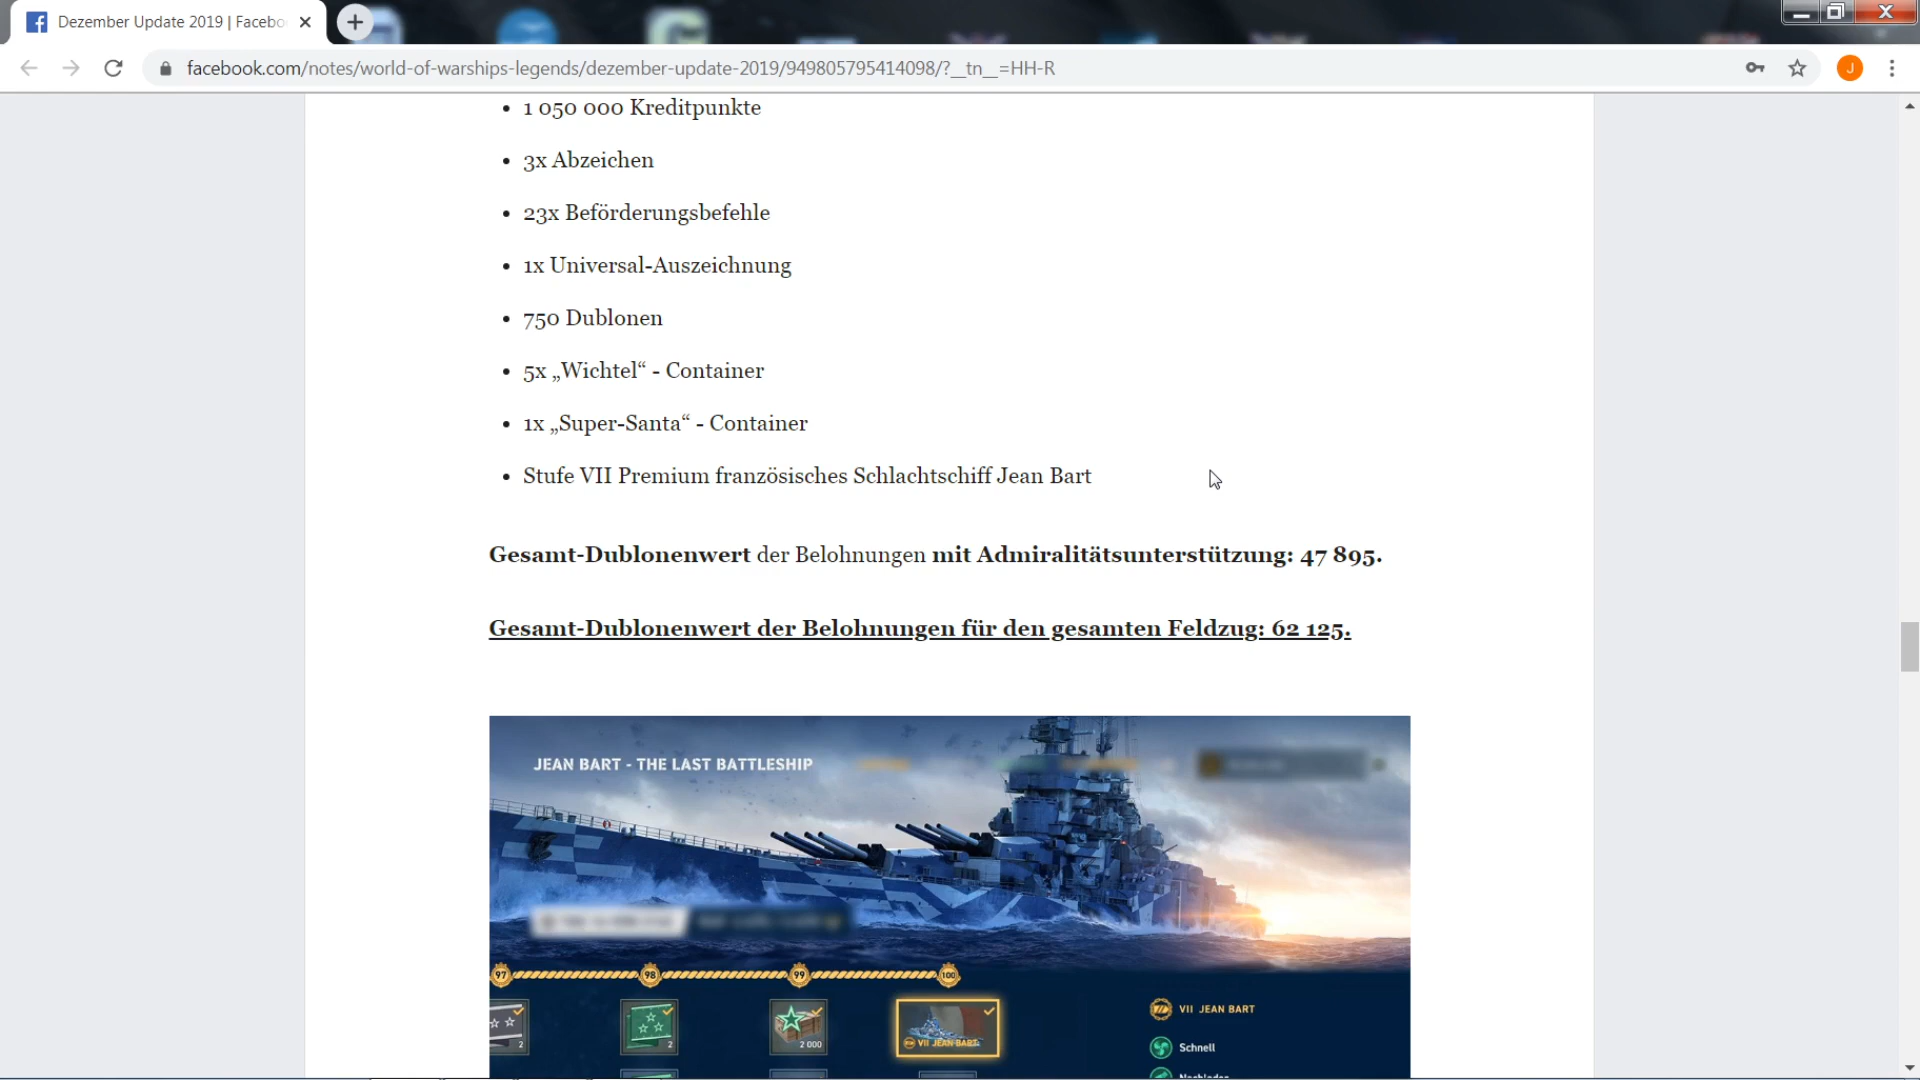 Dezember Update 2019 | Facebo
facebook.com/notes/world-of-warships-legends/dezember-update-2019/949805795414098/?__tn__=HH-R
J
• 1 050 000 Kreditpunkte
• 3x Abzeichen
• 23x Beförderungsbefehle
• 1x Universal-Auszeichnung
• 750 Dublonen
• 5x „Wichtel“ - Container
• 1x „Super-Santa“ - Container
• Stufe VII Premium französisches Schlachtschiff Jean Bart
Gesamt-Dublonenwert der Belohnungen mit Admiralitätsunterstützung: 47 895.
Gesamt-Dublonenwert der Belohnungen für den gesamten Feldzug: 62 125.
JEAN BART - THE LAST BATTLESHIP
97 98 99 100
VII JEAN BART
2 2 2 000 VII JEAN BART
Schnell